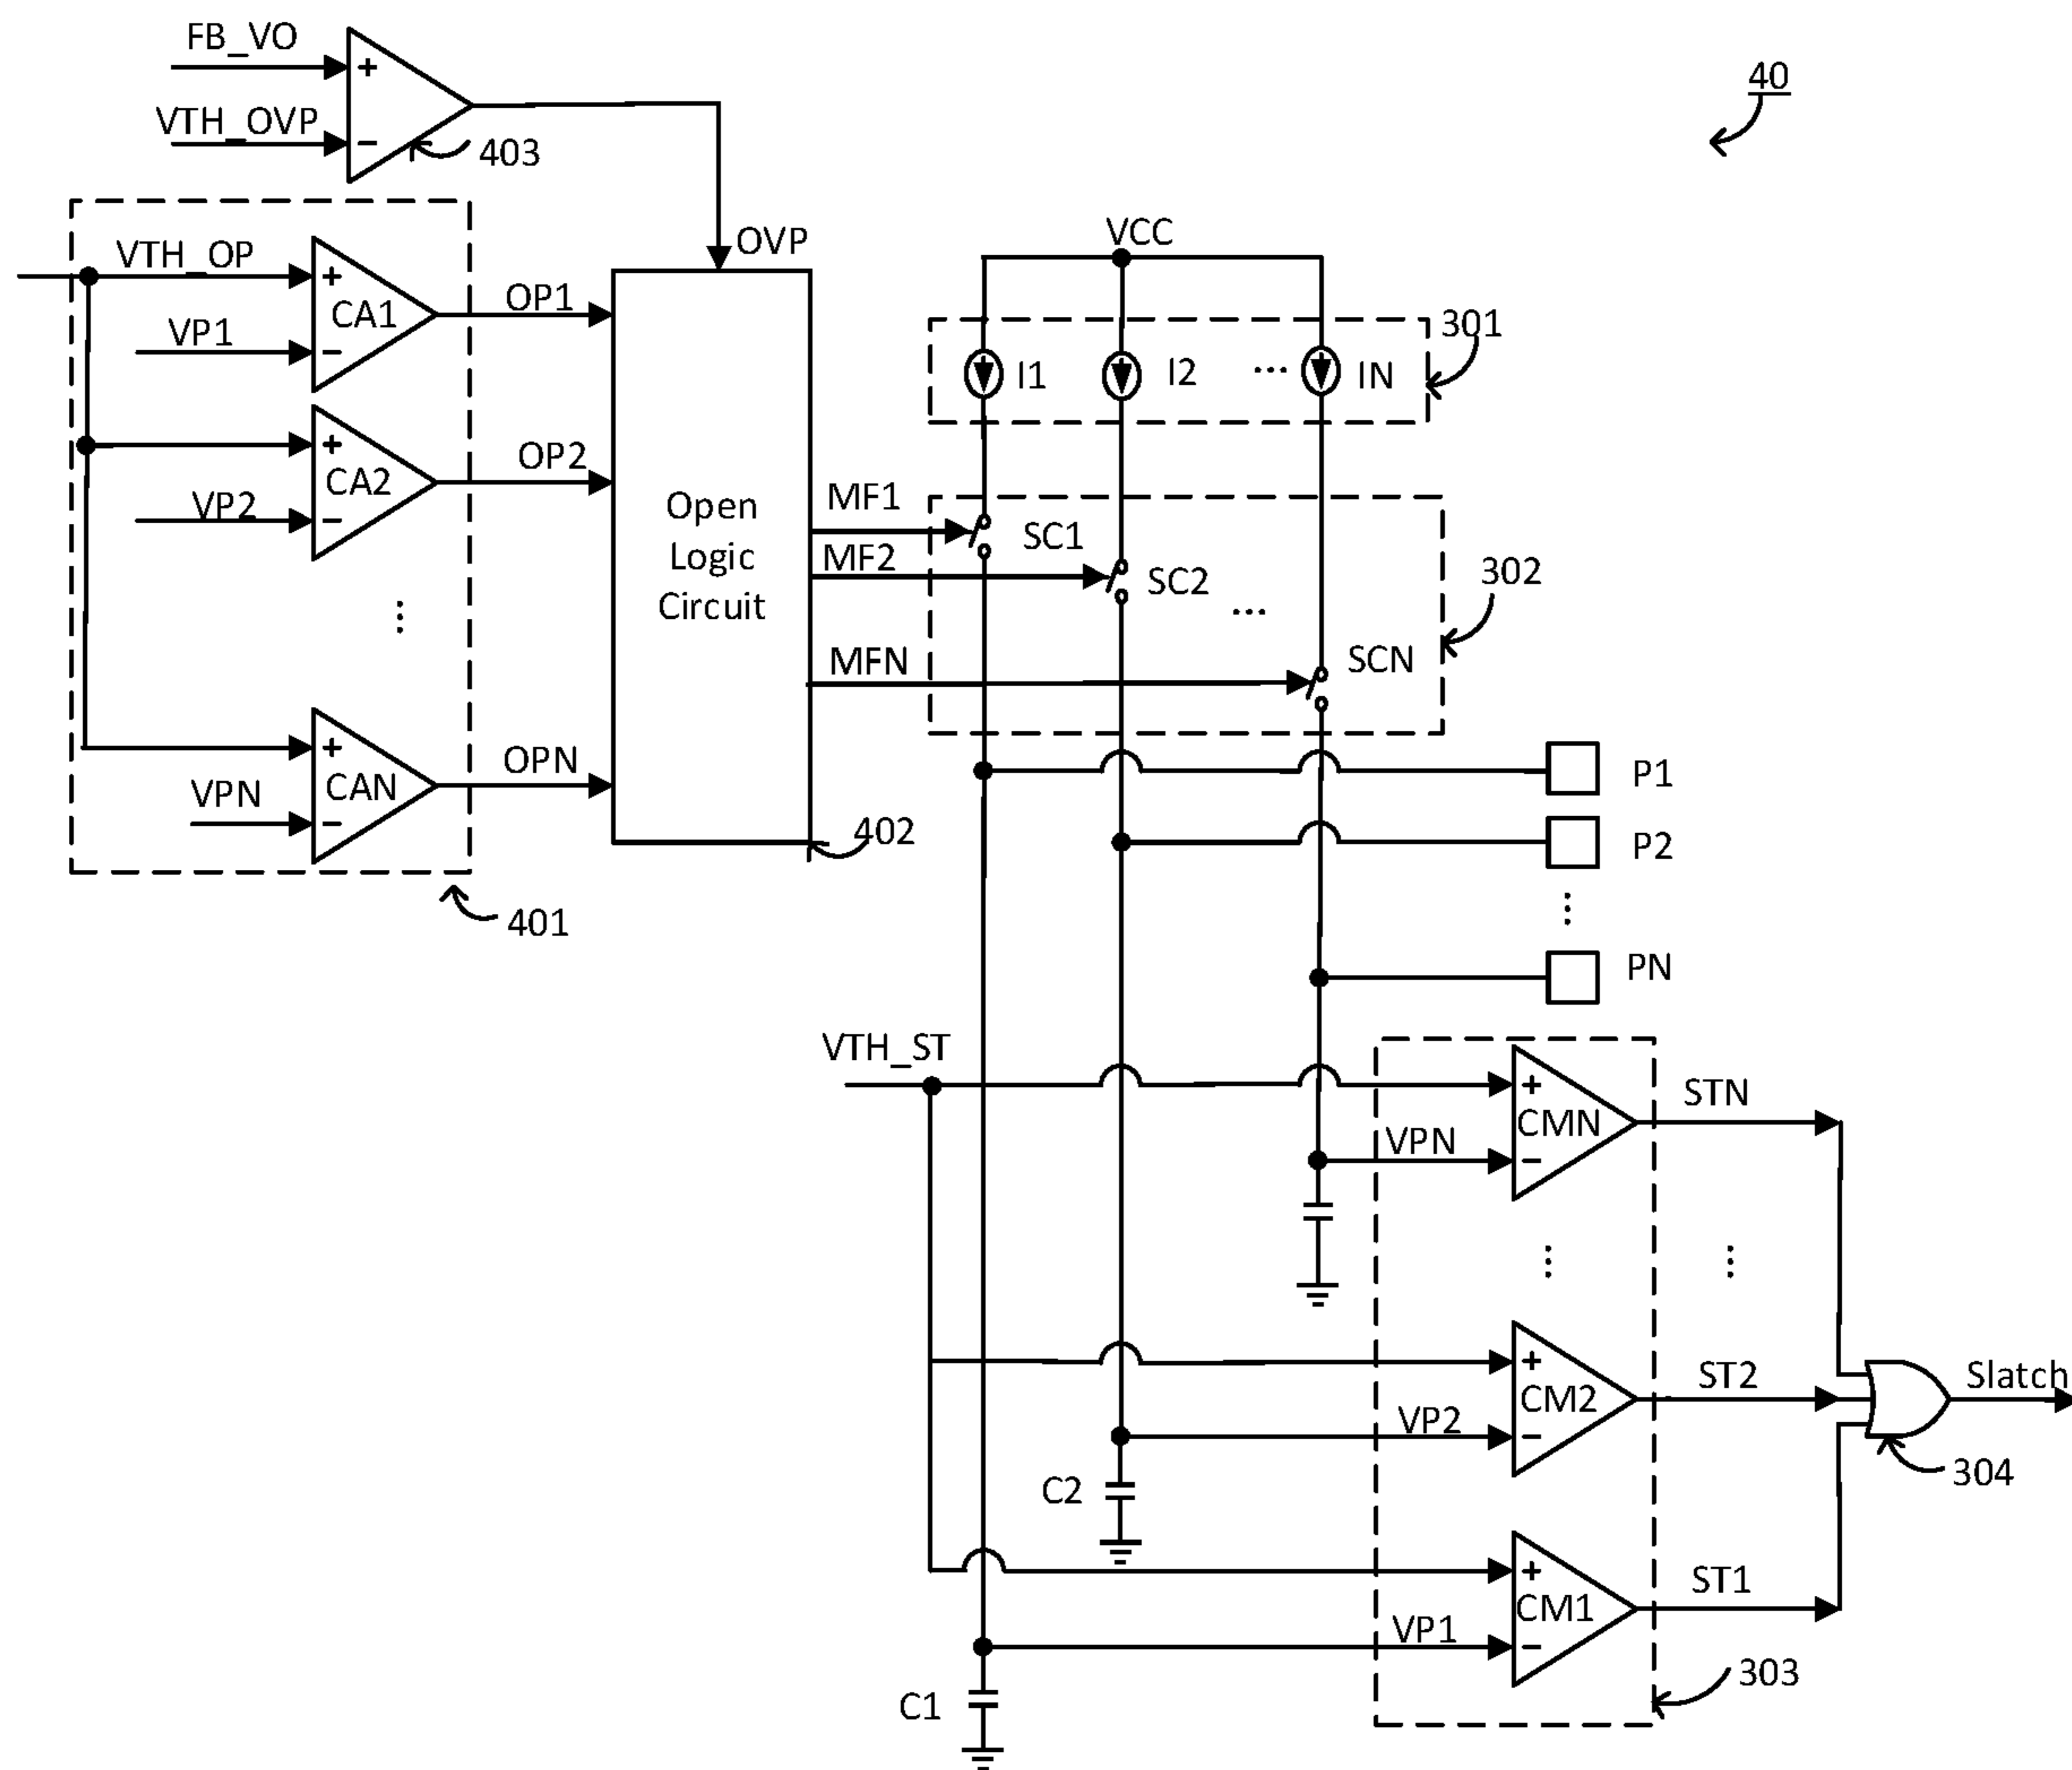 FB_VO
+
VTH_OVP
−
403
40
VTH_OP
+
CA1
VP1
−
OP1
OVP
VCC
301
I1
I2
...
IN
+
CA2
VP2
−
OP2
Open
Logic
Circuit
MF1
SC1
MF2
SC2
302
...
...
MFN
SCN
+
CAN
VPN
−
OPN
402
401
P1
P2
...
PN
VTH_ST
+
CMN
VPN
−
STN
...
...
+
CM2
VP2
−
ST2
Slatch
304
C2
+
CM1
VP1
−
ST1
303
C1